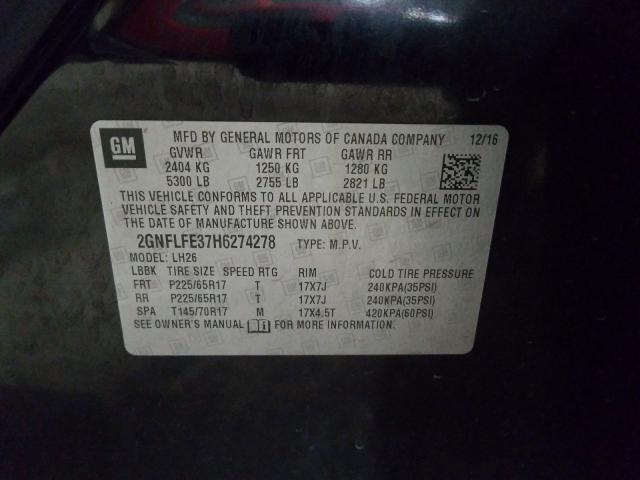 GM
MFD BY GENERAL MOTORS OF CANADA COMPANY 12/16
GVWR GAWR FRT GAWR RR
2404 KG 1250 KG 1280 KG
5300 LB 2755 LB 2821 LB
THIS VEHICLE CONFORMS TO ALL APPLICABLE U.S. FEDERAL MOTOR
VEHICLE SAFETY AND THEFT PREVENTION STANDARDS IN EFFECT ON
THE DATE OF MANUFACTURE SHOWN ABOVE.
2GNFLFE37H6274278 TYPE: M.P.V.
MODEL: LH26
LBBK TIRE SIZE SPEED RTG RIM COLD TIRE PRESSURE
FRT P225/65R17 T 17X7J 240KPA(35PSI)
RR P225/65R17 T 17X7J 240KPA(35PSI)
SPA T145/70R17 M 17X4.5T 420KPA(60PSI)
SEE OWNER'S MANUAL FOR MORE INFORMATION.